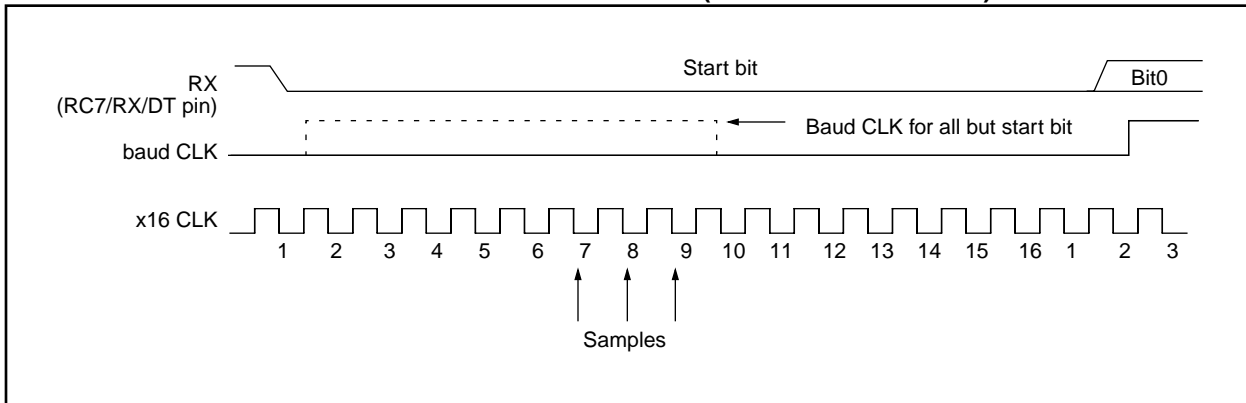 Start bit
RX
(RC7/RX/DT pin)
Bit0
Baud CLK for all but start bit
baud CLK
x16 CLK
1 2 3 4 5 6 7 8 9 10 11 12 13 14 15 16 1 2 3
Samples